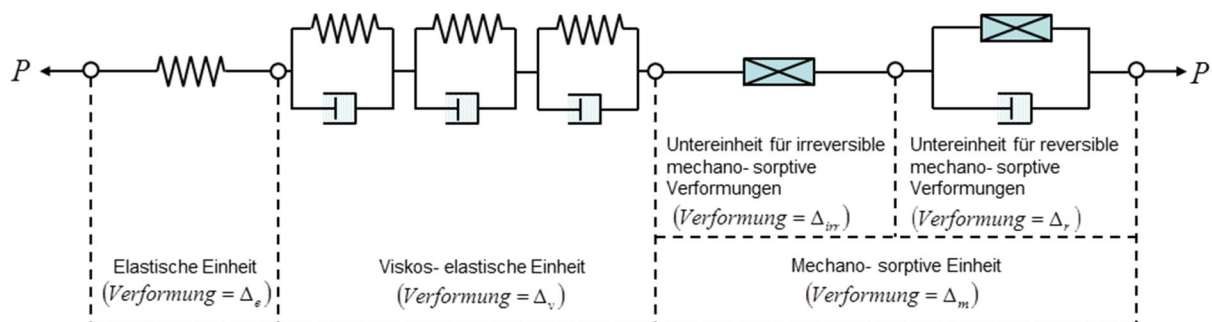 P
P
Untereinheit für irreversible
mechano- sorptive
Verformungen
(Verformung = Δ_irr)
Untereinheit für reversible
mechano- sorptive
Verformungen
(Verformung = Δ_r)
Elastische Einheit
(Verformung = Δ_e)
Viskos- elastische Einheit
(Verformung = Δ_v)
Mechano- sorptive Einheit
(Verformung = Δ_m)